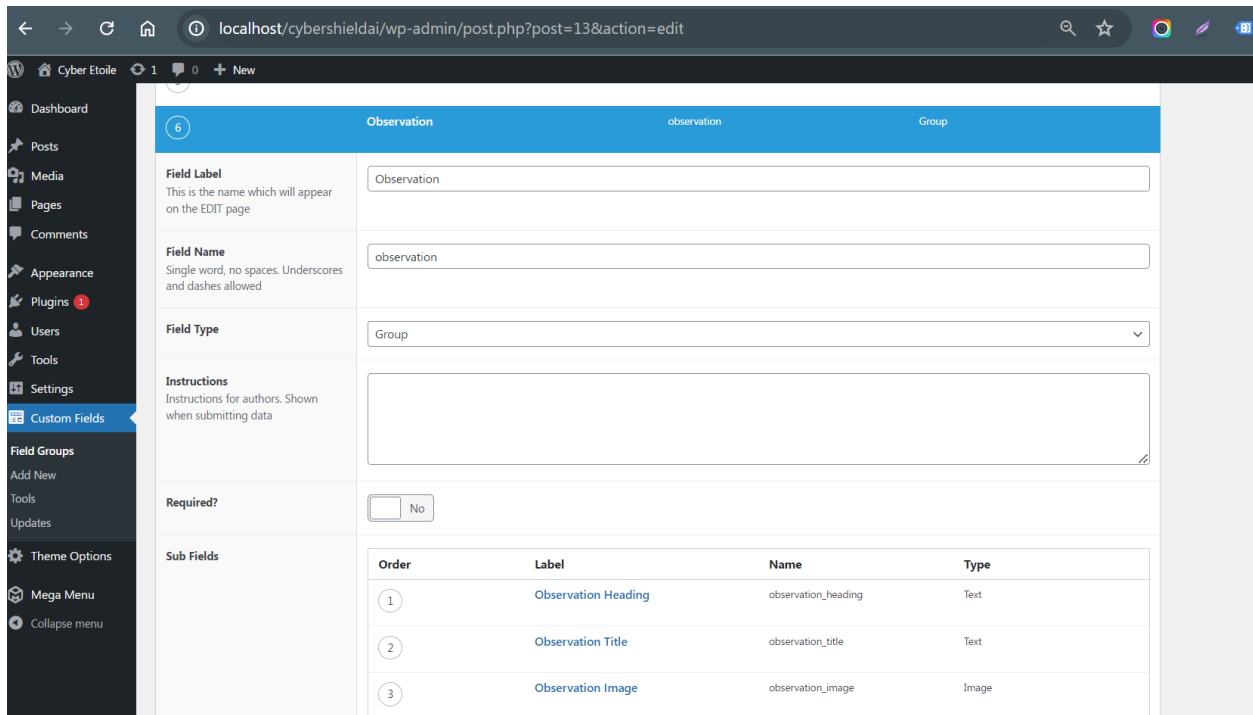 localhost/cybershieldai/wp-admin/post.php?post=13&action=edit
Cyber Etoile 1 0 + New
Dashboard
Posts
Media
Pages
Comments
Appearance
Plugins 1
Users
Tools
Settings
Custom Fields
Field Groups
Add New
Tools
Updates
Theme Options
Mega Menu
Collapse menu
6 Observation observation Group
Field Label
This is the name which will appear
on the EDIT page
Observation
Field Name
Single word, no spaces. Underscores
and dashes allowed
observation
Field Type
Group
Instructions
Instructions for authors. Shown
when submitting data
Required?
No
Sub Fields
Order Label Name Type
1 Observation Heading observation_heading Text
2 Observation Title observation_title Text
3 Observation Image observation_image Image